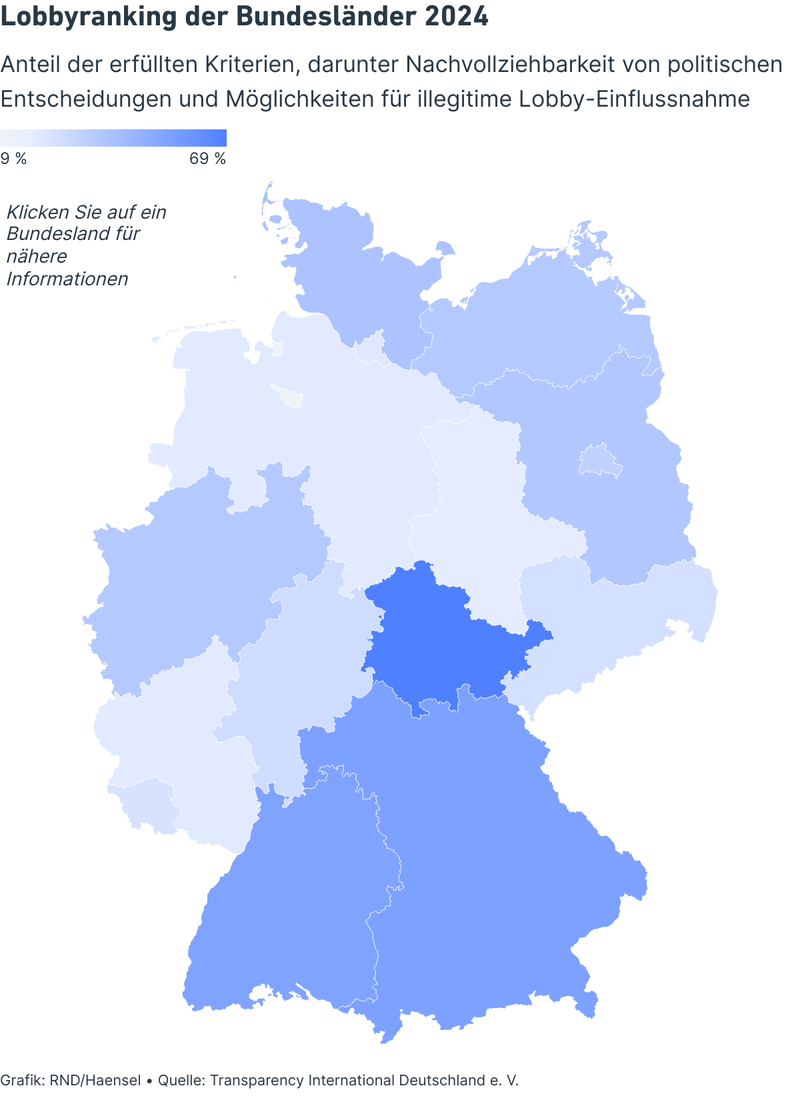 Lobbyranking der Bundesländer 2024
Anteil der erfüllten Kriterien, darunter Nachvollziehbarkeit von politischen
Entscheidungen und Möglichkeiten für illegitime Lobby-Einflussnahme
9 % 69 %
Klicken Sie auf ein
Bundesland für
nähere
Informationen
Grafik: RND/Haensel • Quelle: Transparency International Deutschland e. V.